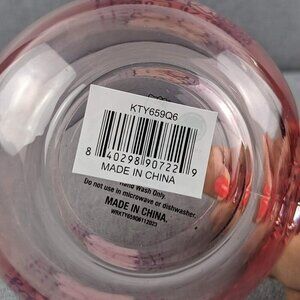 KTY659Q6
8 40298 90722 9
MADE IN CHINA
Hand Wash Only.
Do not use in microwave or dishwasher.
MADE IN CHINA.
WRKTY659Q6112023